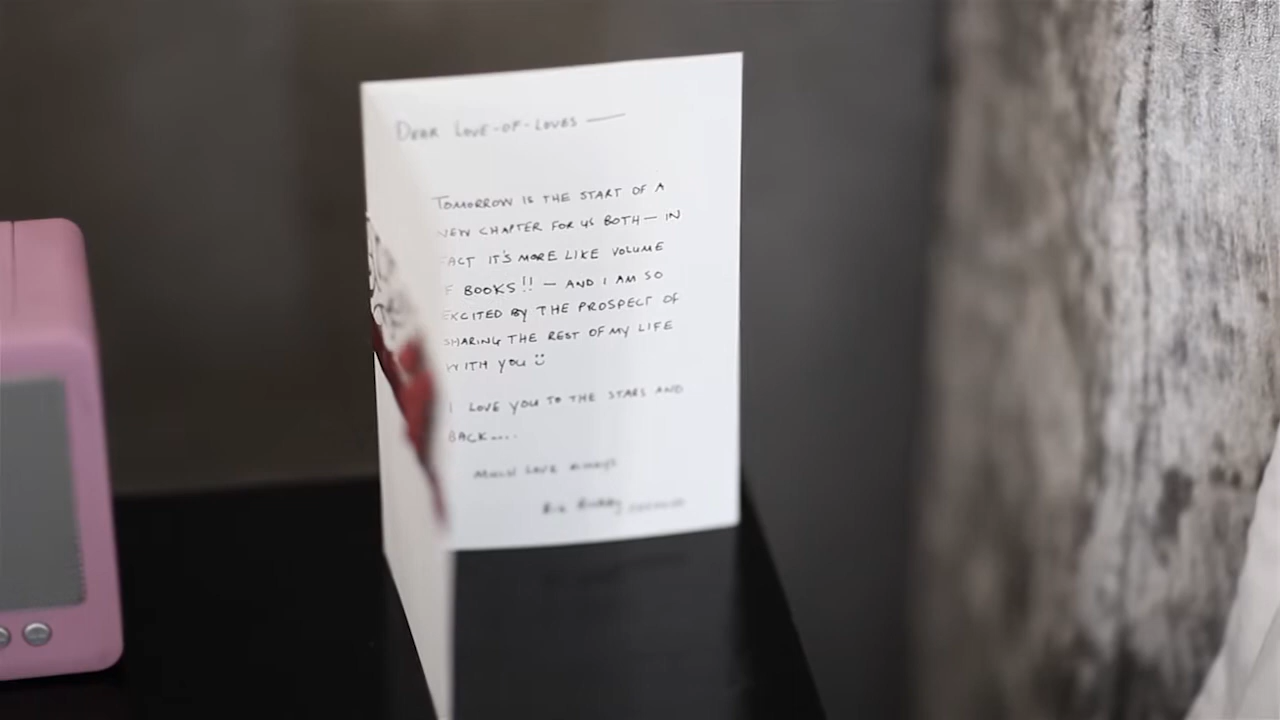 DEAR LOVE-OF-LOVES —
TOMORROW IS THE START OF A
NEW CHAPTER FOR US BOTH — IN
FACT IT'S MORE LIKE VOLUME
F BOOKS!! — AND I AM SO
EXCITED BY THE PROSPECT OF
SHARING THE REST OF MY LIFE
WITH YOU
I LOVE YOU TO THE STARS AND
BACK....
MUCH LOVE ALWAYS